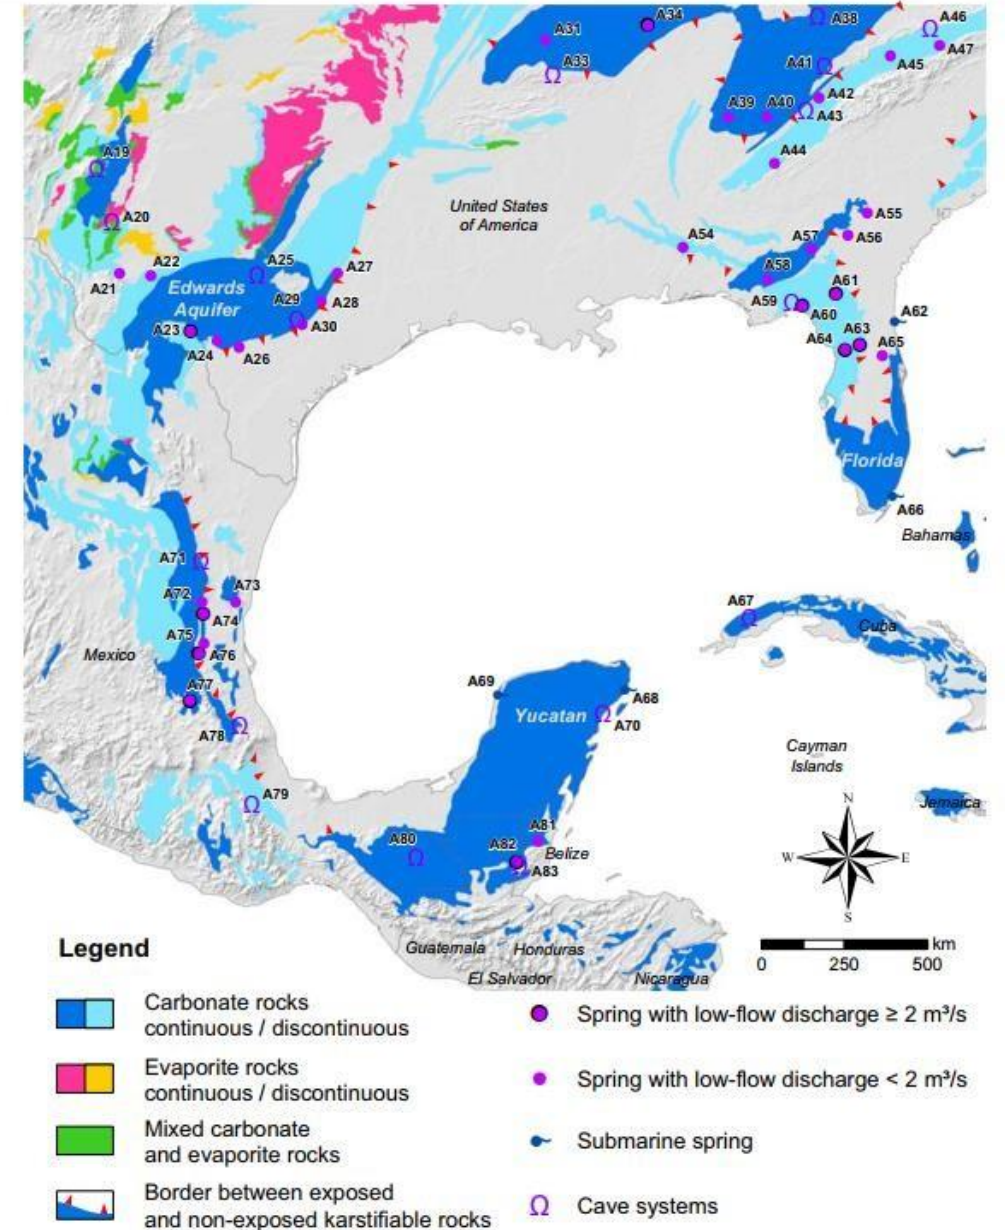 A34
A38
A46
A31
A47
A33
A41
A45
A42
A39
A40
A43
A19
A44
A20
United States
of America
A55
A54
A57
A56
A22
A25
A27
A21
A58
Edwards
Aquifer
A29
A28
A59
A61
A60
A62
A23
A30
A24
A26
A64
A63
A65
Florida
A66
Bahamas
A71
A72
A73
A67
A74
Cuba
A75
Mexico
A76
A77
A69
A68
Yucatan
A70
A78
Cayman
Islands
A79
N
Jamaica
A80
A82
A81
W
E
Belize
A83
S
Legend
Guatemala
Honduras
km
0
250
500
El Salvador
Nicaragua
Carbonate rocks
continuous / discontinuous
Spring with low-flow discharge ≥ 2 m³/s
Evaporite rocks
continuous / discontinuous
Spring with low-flow discharge < 2 m³/s
Mixed carbonate
and evaporite rocks
Submarine spring
Border between exposed
and non-exposed karstifiable rocks
Ω Cave systems